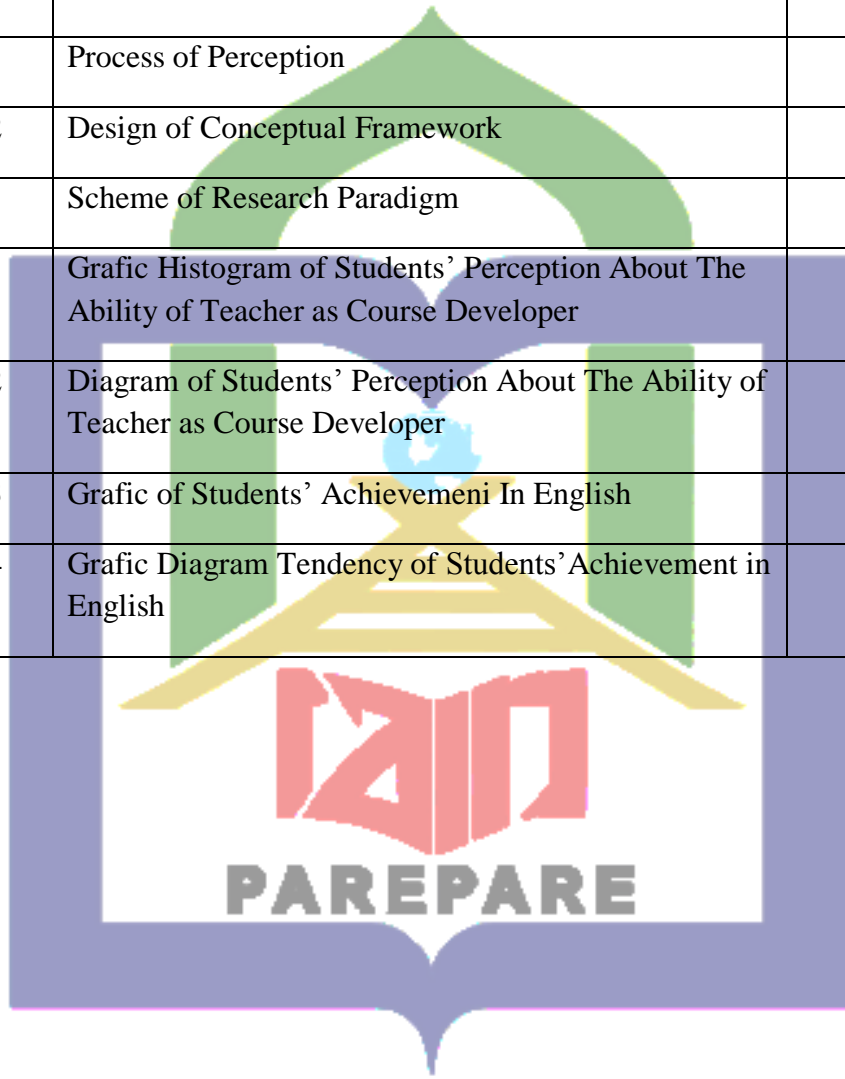 Process of Perception
Design of Conceptual Framework
Scheme of Research Paradigm
Grafic Histogram of Students’ Perception About The
Ability of Teacher as Course Developer
Diagram of Students’ Perception About The Ability of
Teacher as Course Developer
Grafic of Students’ Achievemeni In English
Grafic Diagram Tendency of Students’Achievement in
English
iain
PAREPARE